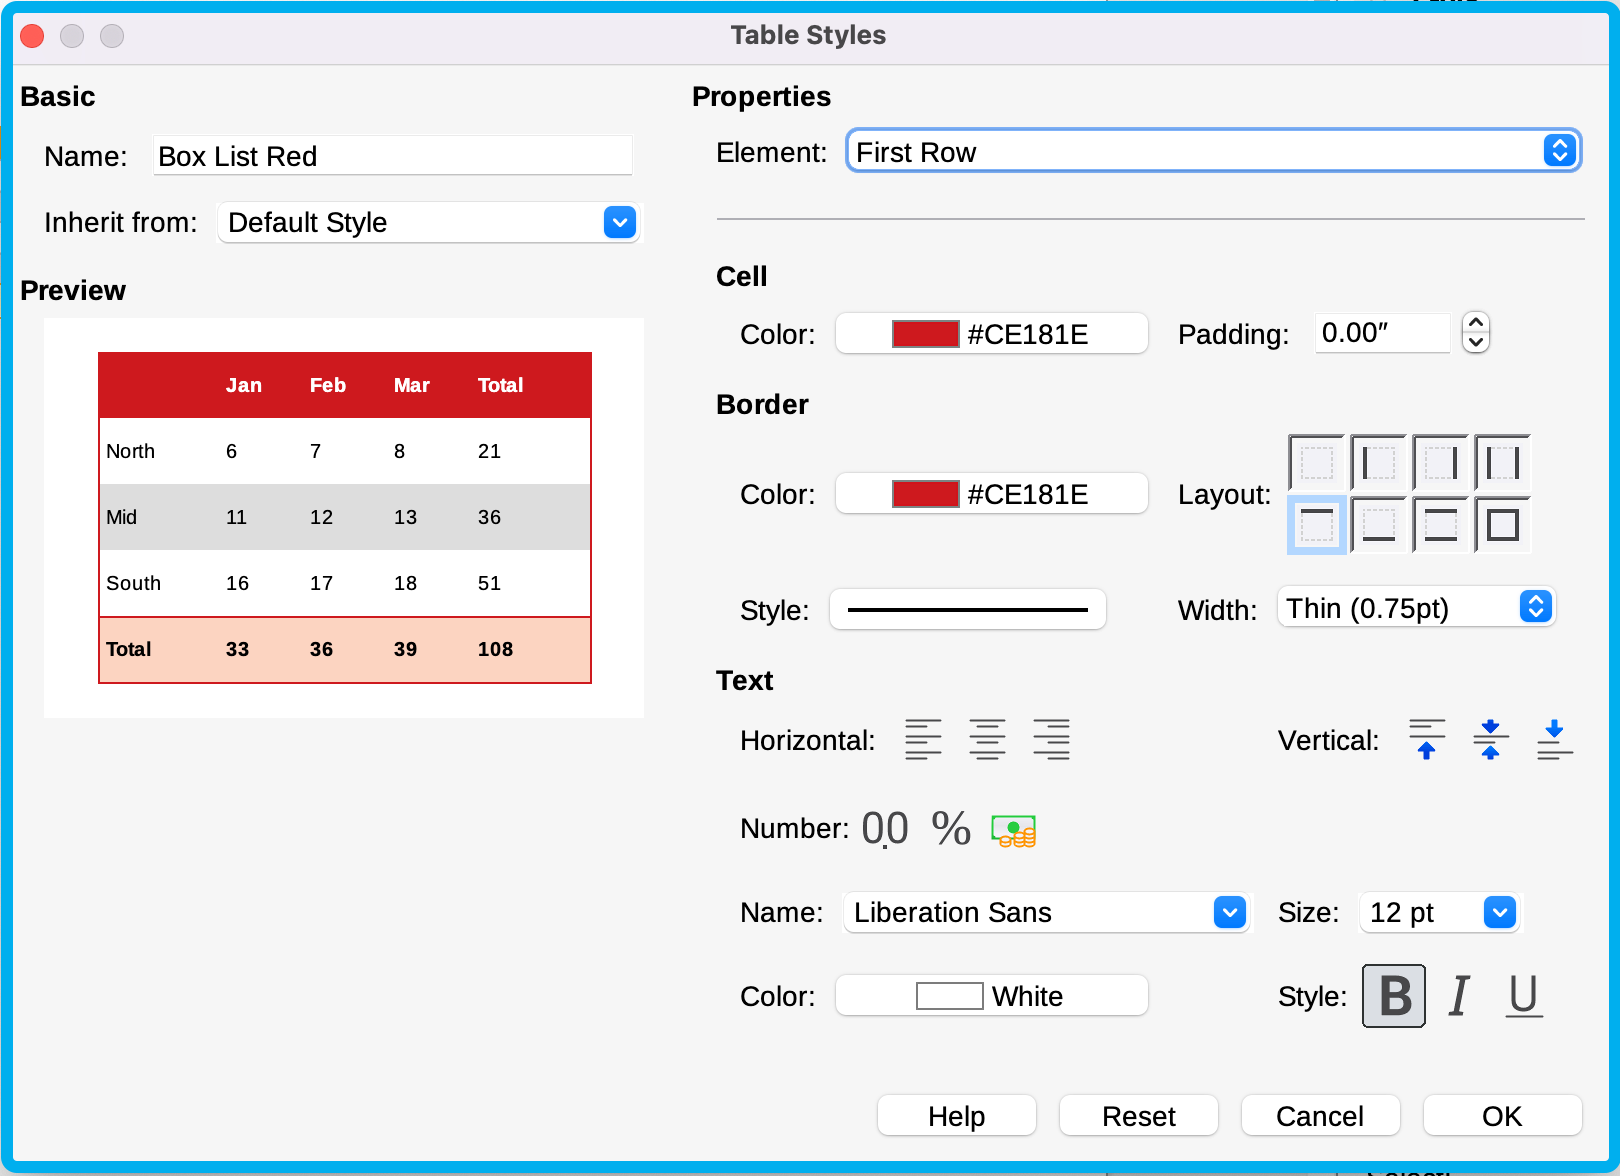 Table Styles
Basic
Name: Box List Red
Inherit from: Default Style
Preview
Jan Feb Mar Total
North 6 7 8 21
Mid 11 12 13 36
South 16 17 18 51
Total 33 36 39 108
Properties
Element: First Row
Cell
Color: #CE181E Padding: 0.00″
Border
Color: #CE181E Layout:
Style: Width: Thin (0.75pt)
Text
Horizontal: Vertical:
Number: 00 %
Name: Liberation Sans Size: 12 pt
Color: White Style: B I U
Help Reset Cancel OK